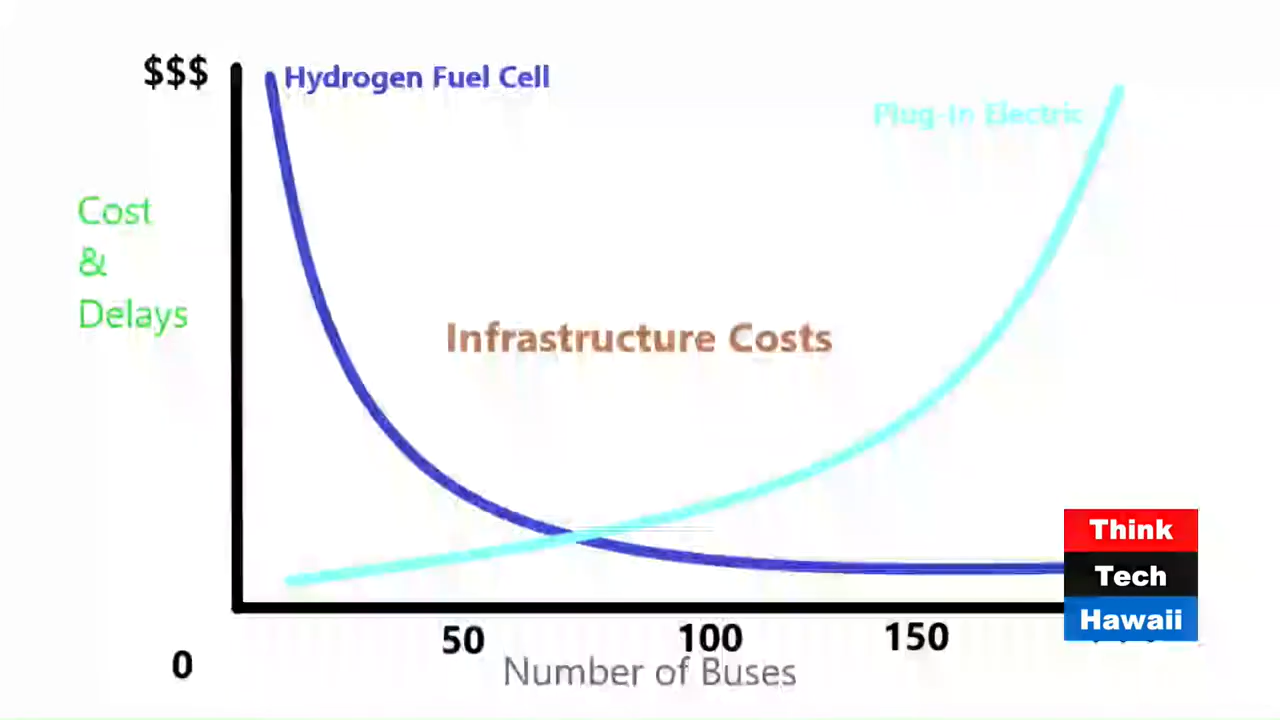 $$$
Hydrogen Fuel Cell
Plug-In Electric
Cost
&
Delays
Infrastructure Costs
Think
Tech
Hawaii
50
100
150
0
Number of Buses